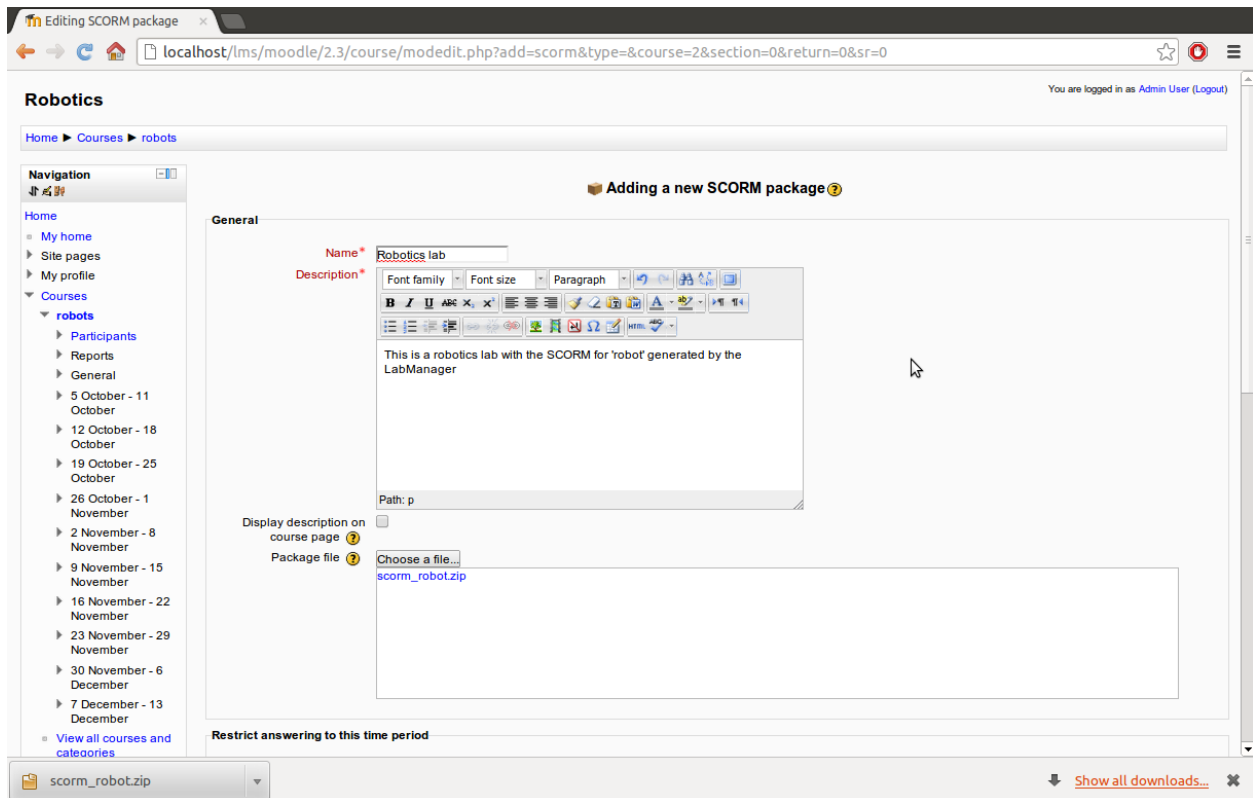 Editing SCORM package
localhost/lms/moodle/2.3/course/modedit.php?add=scorm&type=&course=2&section=0&return=0&sr=0
You are logged in as Admin User (Logout)
Robotics
Home ► Courses ► robots
Navigation
Home
My home
Site pages
My profile
Courses
robots
Participants
Reports
General
5 October - 11
October
12 October - 18
October
19 October - 25
October
26 October - 1
November
2 November - 8
November
9 November - 15
November
16 November - 22
November
23 November - 29
November
30 November - 6
December
7 December - 13
December
View all courses and
categories
Adding a new SCORM package
General
Name*
Robotics lab
Description*
Font family
Font size
Paragraph
B I U ABC x₂ x²
HTML
This is a robotics lab with the SCORM for 'robot' generated by the
LabManager
Path: p
Display description on
course page
Package file
Choose a file...
scorm_robot.zip
Restrict answering to this time period
scorm_robot.zip
Show all downloads...